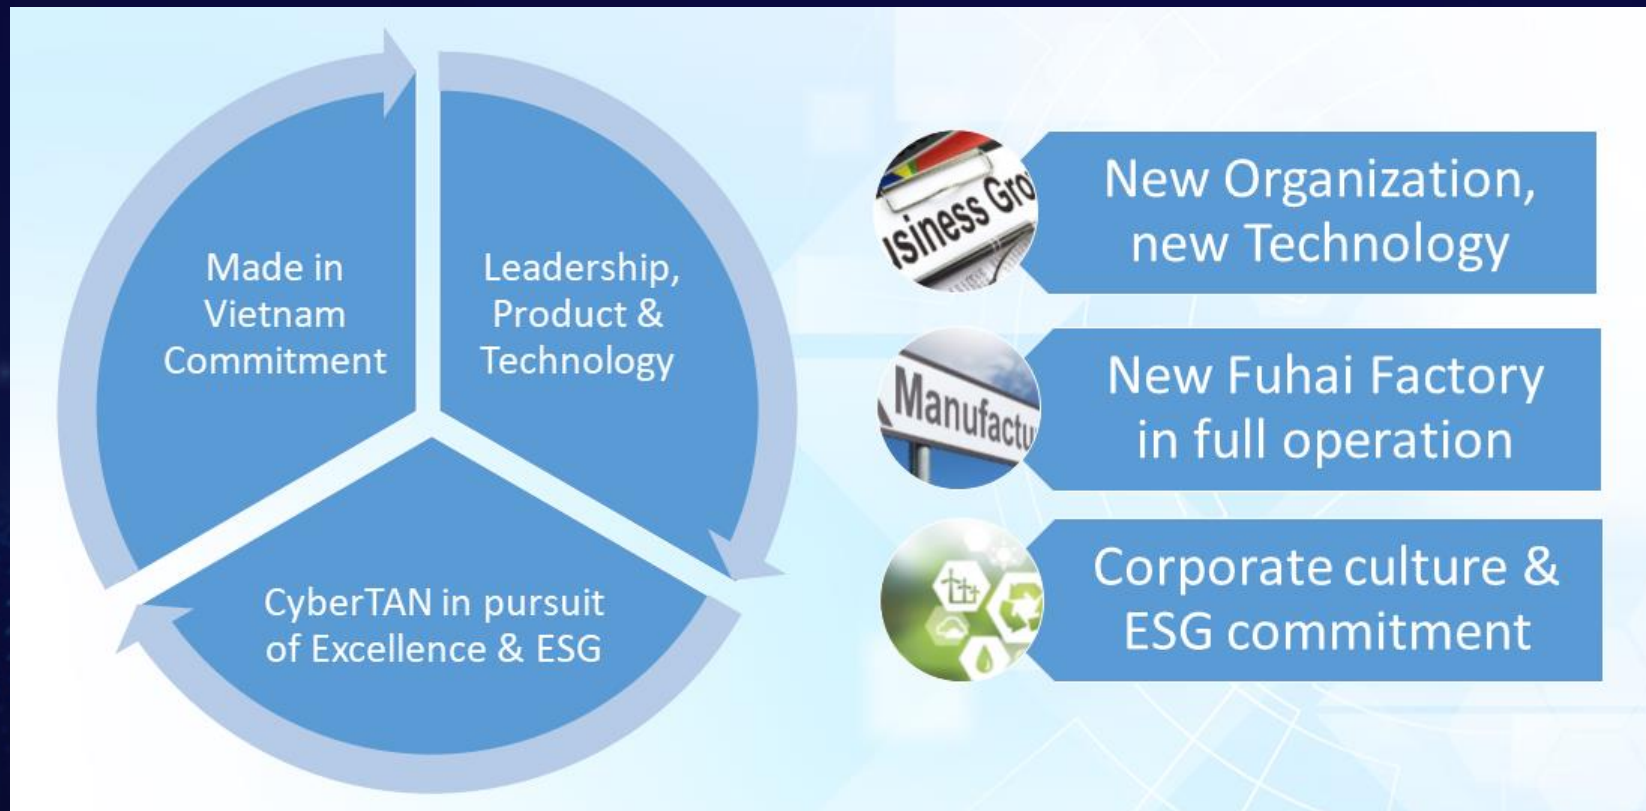 Made in
Vietnam
Commitment
Leadership,
Product &
Technology
CyberTAN in pursuit
of Excellence & ESG
New Organization,
new Technology
New Fuhai Factory
in full operation
Corporate culture &
ESG commitment